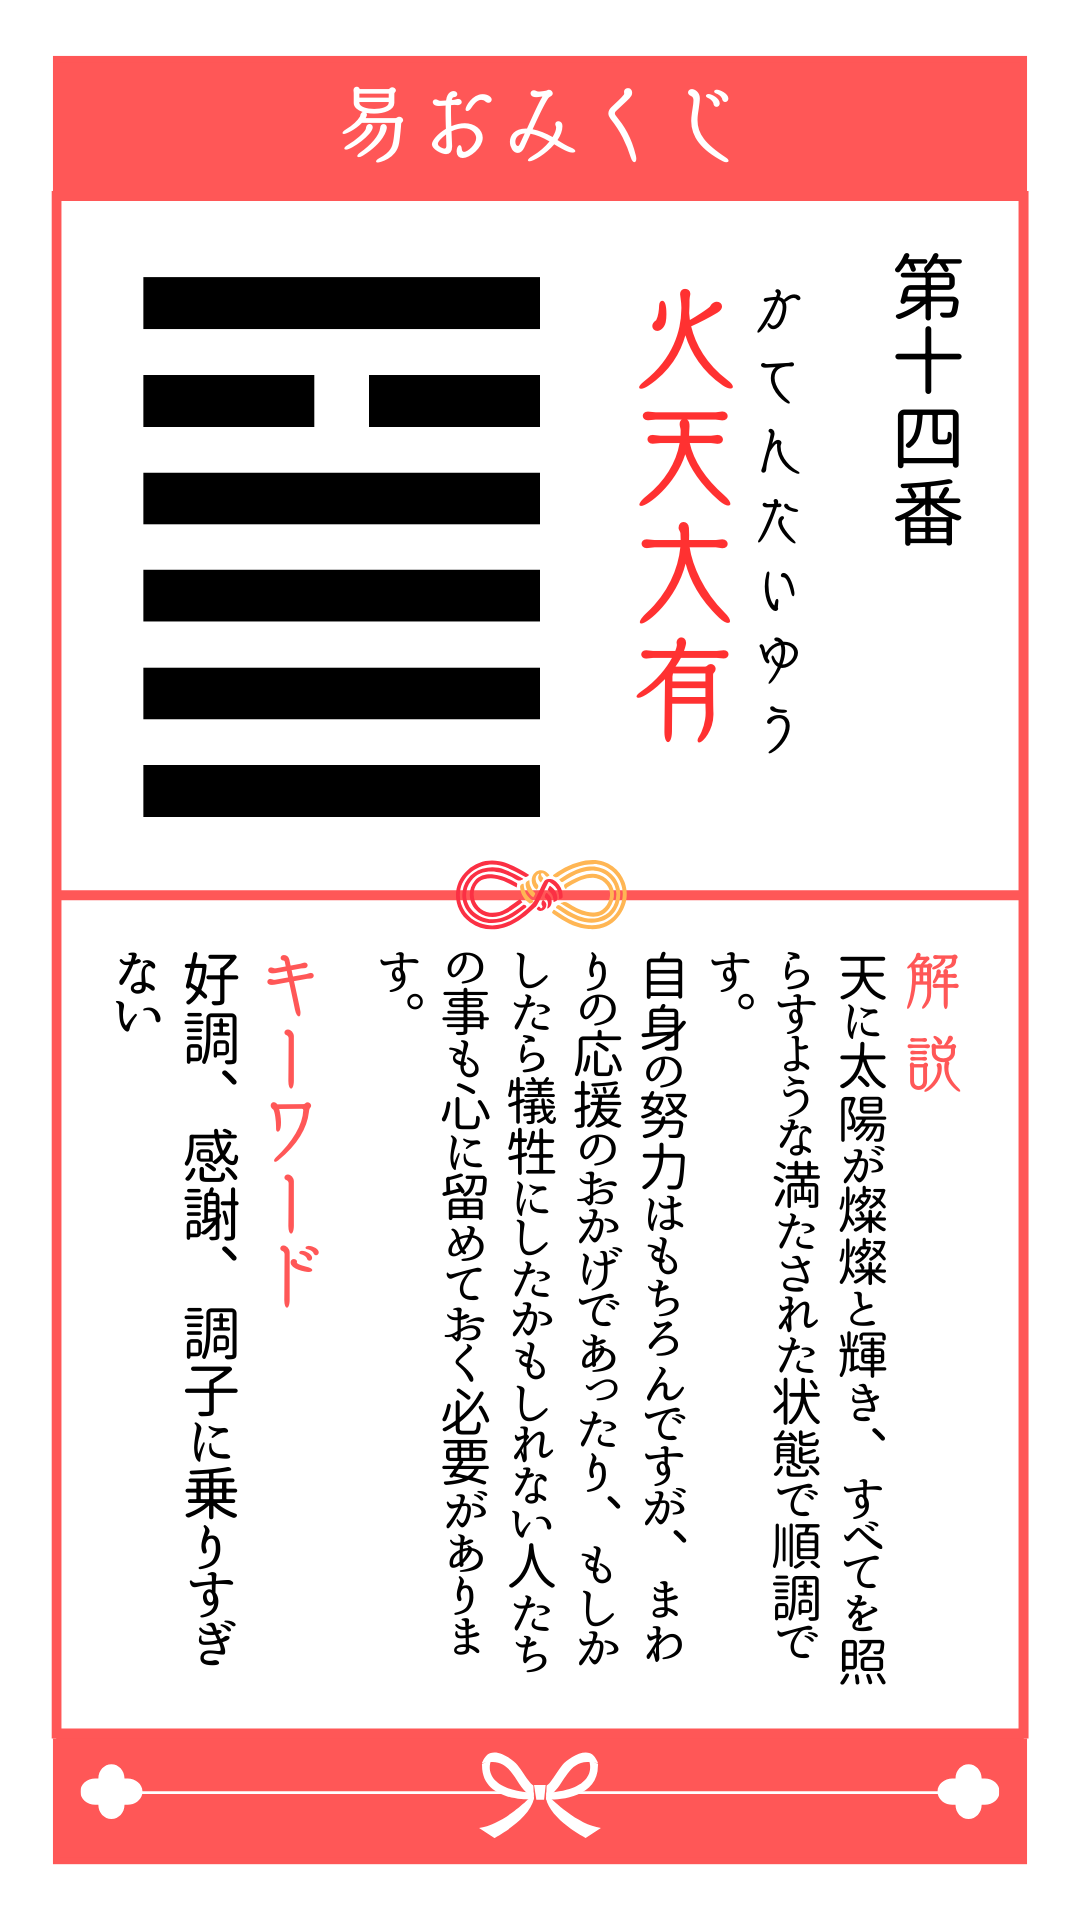 易おみくじ
第十四番
かてんたいゆう
火天大有
解説
天に太陽が燦燦と輝き、すべてを照
らすような満たされた状態で順調で
す。
自身の努力はもちろんですが、まわ
りの応援のおかげであったり、もしか
したら犠牲にしたかもしれない人たち
の事も心に留めておく必要がありま
す。
キーワード
好調、感謝、調子に乗りすぎ
ない